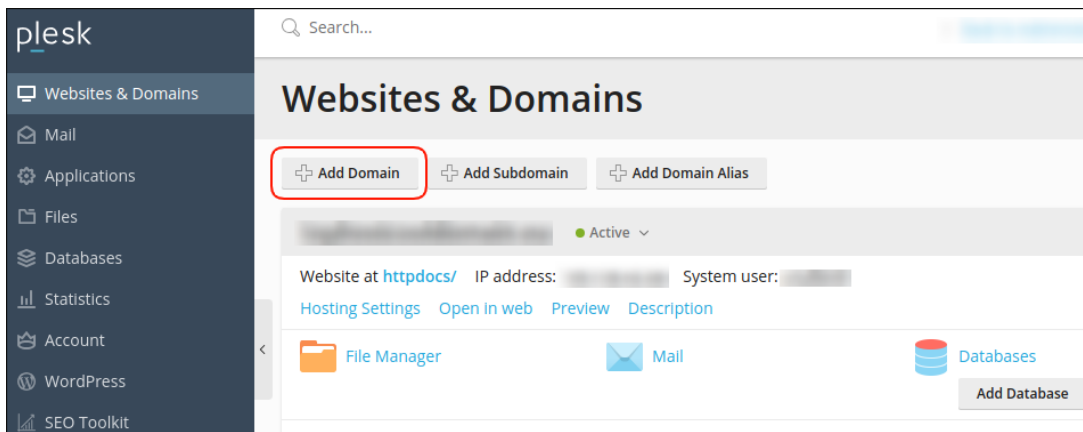 plesk
Search...
Websites & Domains
Mail
Applications
Files
Databases
Statistics
Account
WordPress
SEO Toolkit
Websites & Domains
Add Domain
Add Subdomain
Add Domain Alias
Active
Website at httpdocs/ IP address: System user:
Hosting Settings Open in web Preview Description
File Manager
Mail
Databases
Add Database